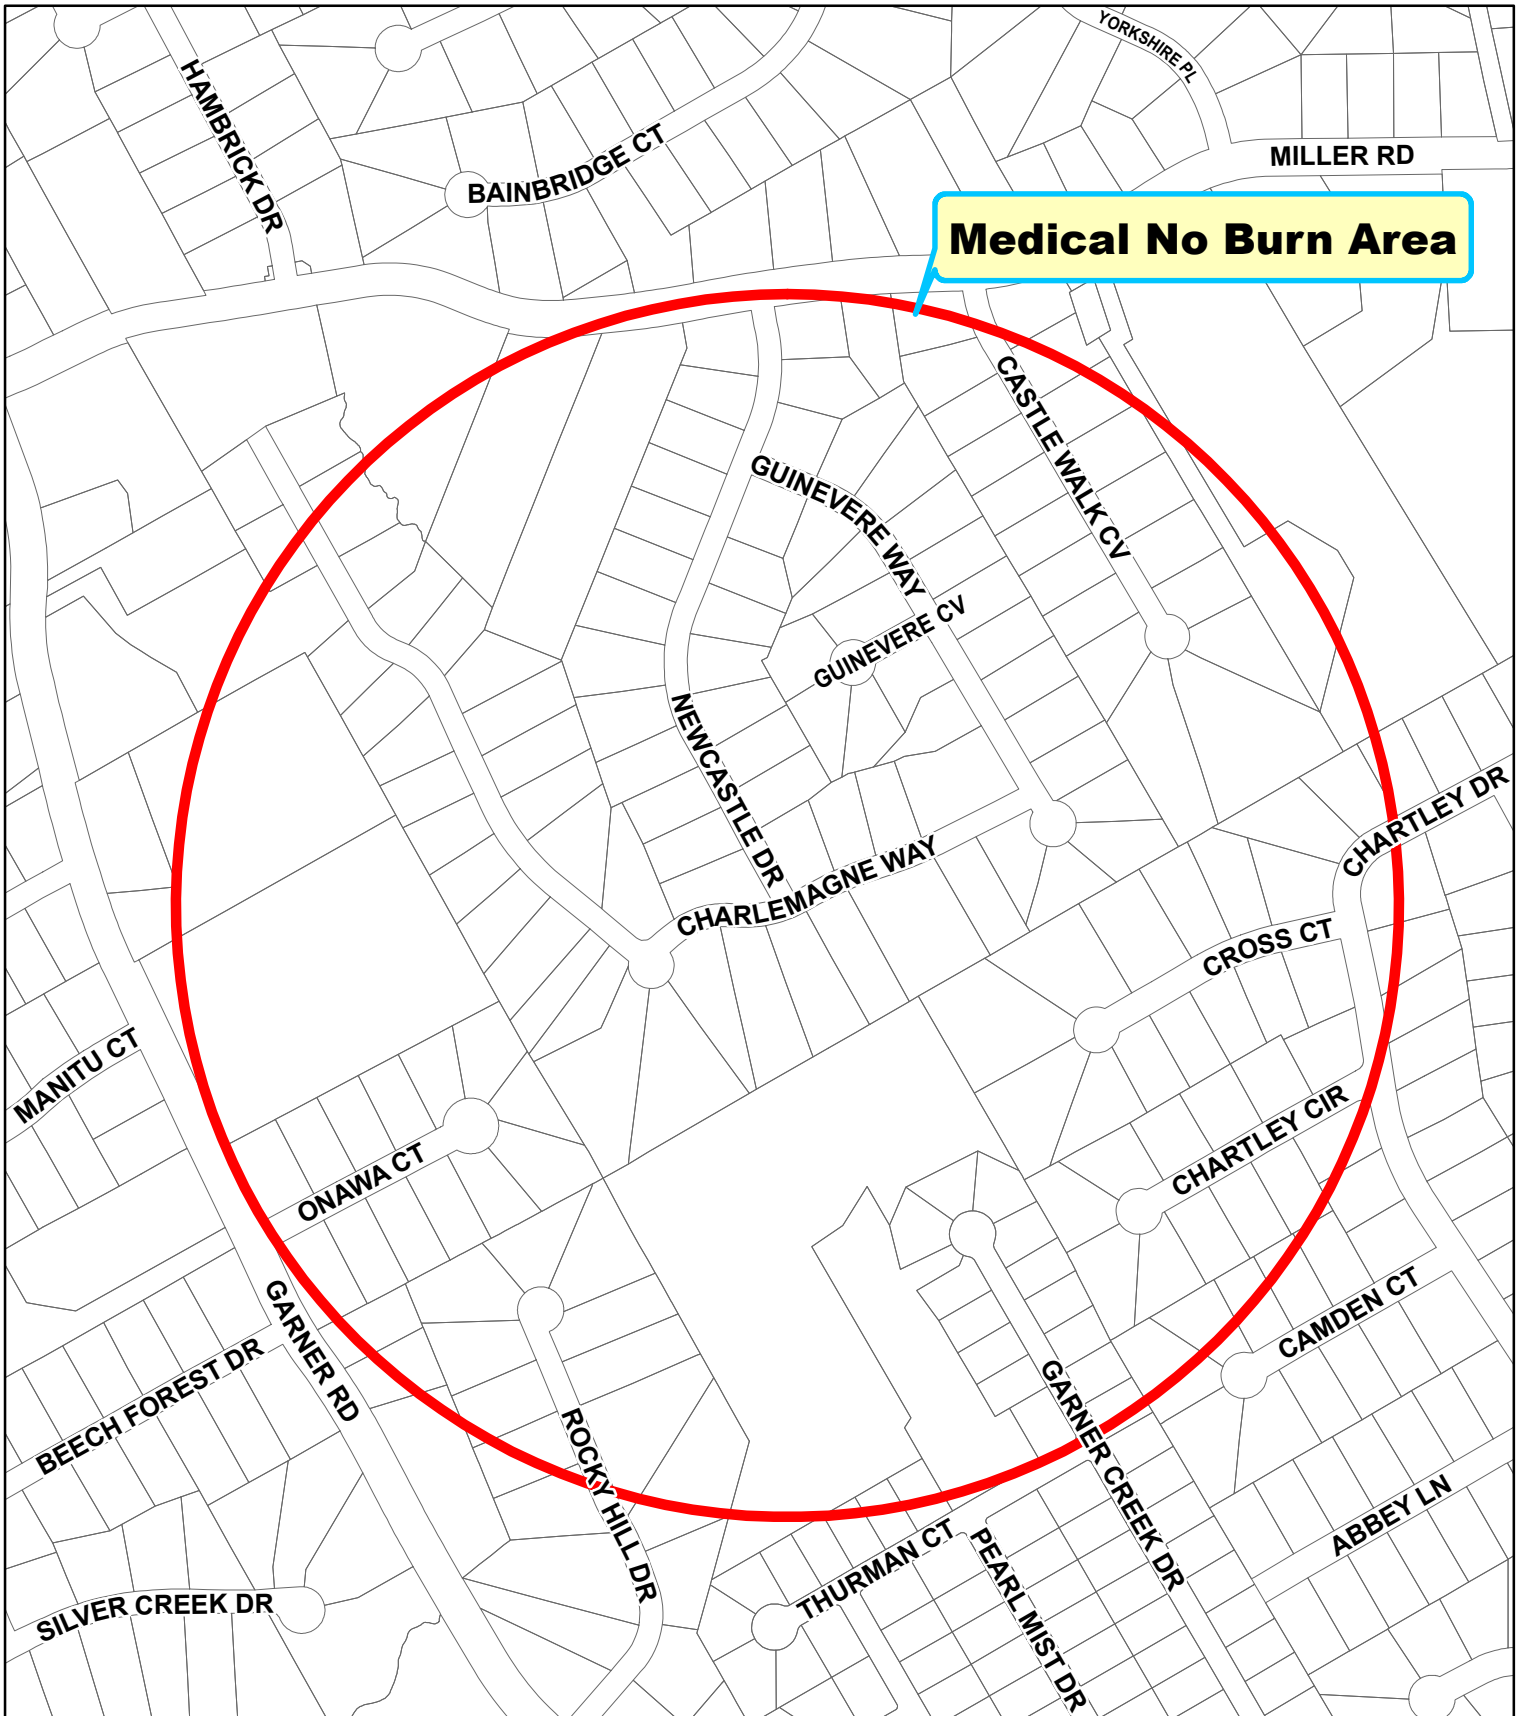 YORKSHIRE PL
HAMBRICK DR
BAINBRIDGE CT
MILLER RD
Medical No Burn Area
CASTLE WALK CV
GUINEVERE WAY
GUINEVERE CV
NEWCASTLE DR
CHARTLEY DR
CHARLEMAGNE WAY
CROSS CT
MANITU CT
CHARTLEY CIR
ONAWA CT
CAMDEN CT
GARNER RD
BEECH FOREST DR
GARNER CREEK DR
ROCKY HILL DR
ABBEY LN
THURMAN CT
PEARL MIST DR
SILVER CREEK DR